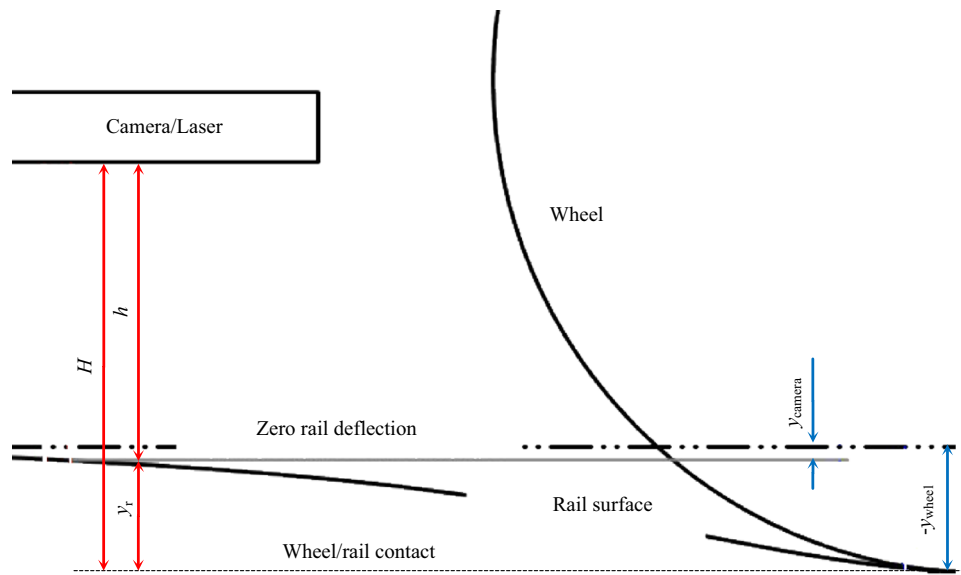 Camera/Laser
Wheel
h
H
y_camera
Zero rail deflection
y_r
Rail surface
-y_wheel
Wheel/rail contact